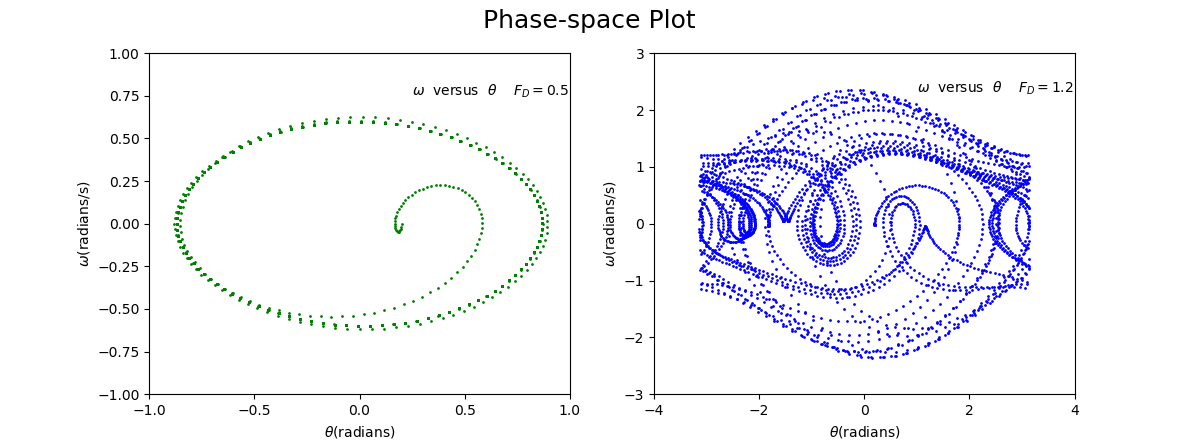 Phase-space Plot
ω versus θ F_D = 0.5
1.00
0.75
0.50
0.25
0.00
−0.25
−0.50
−0.75
−1.00
ω(radians/s)
−1.0 −0.5 0.0 0.5 1.0
θ(radians)
ω versus θ F_D = 1.2
3
2
1
0
−1
−2
−3
ω(radians/s)
−4 −2 0 2 4
θ(radians)